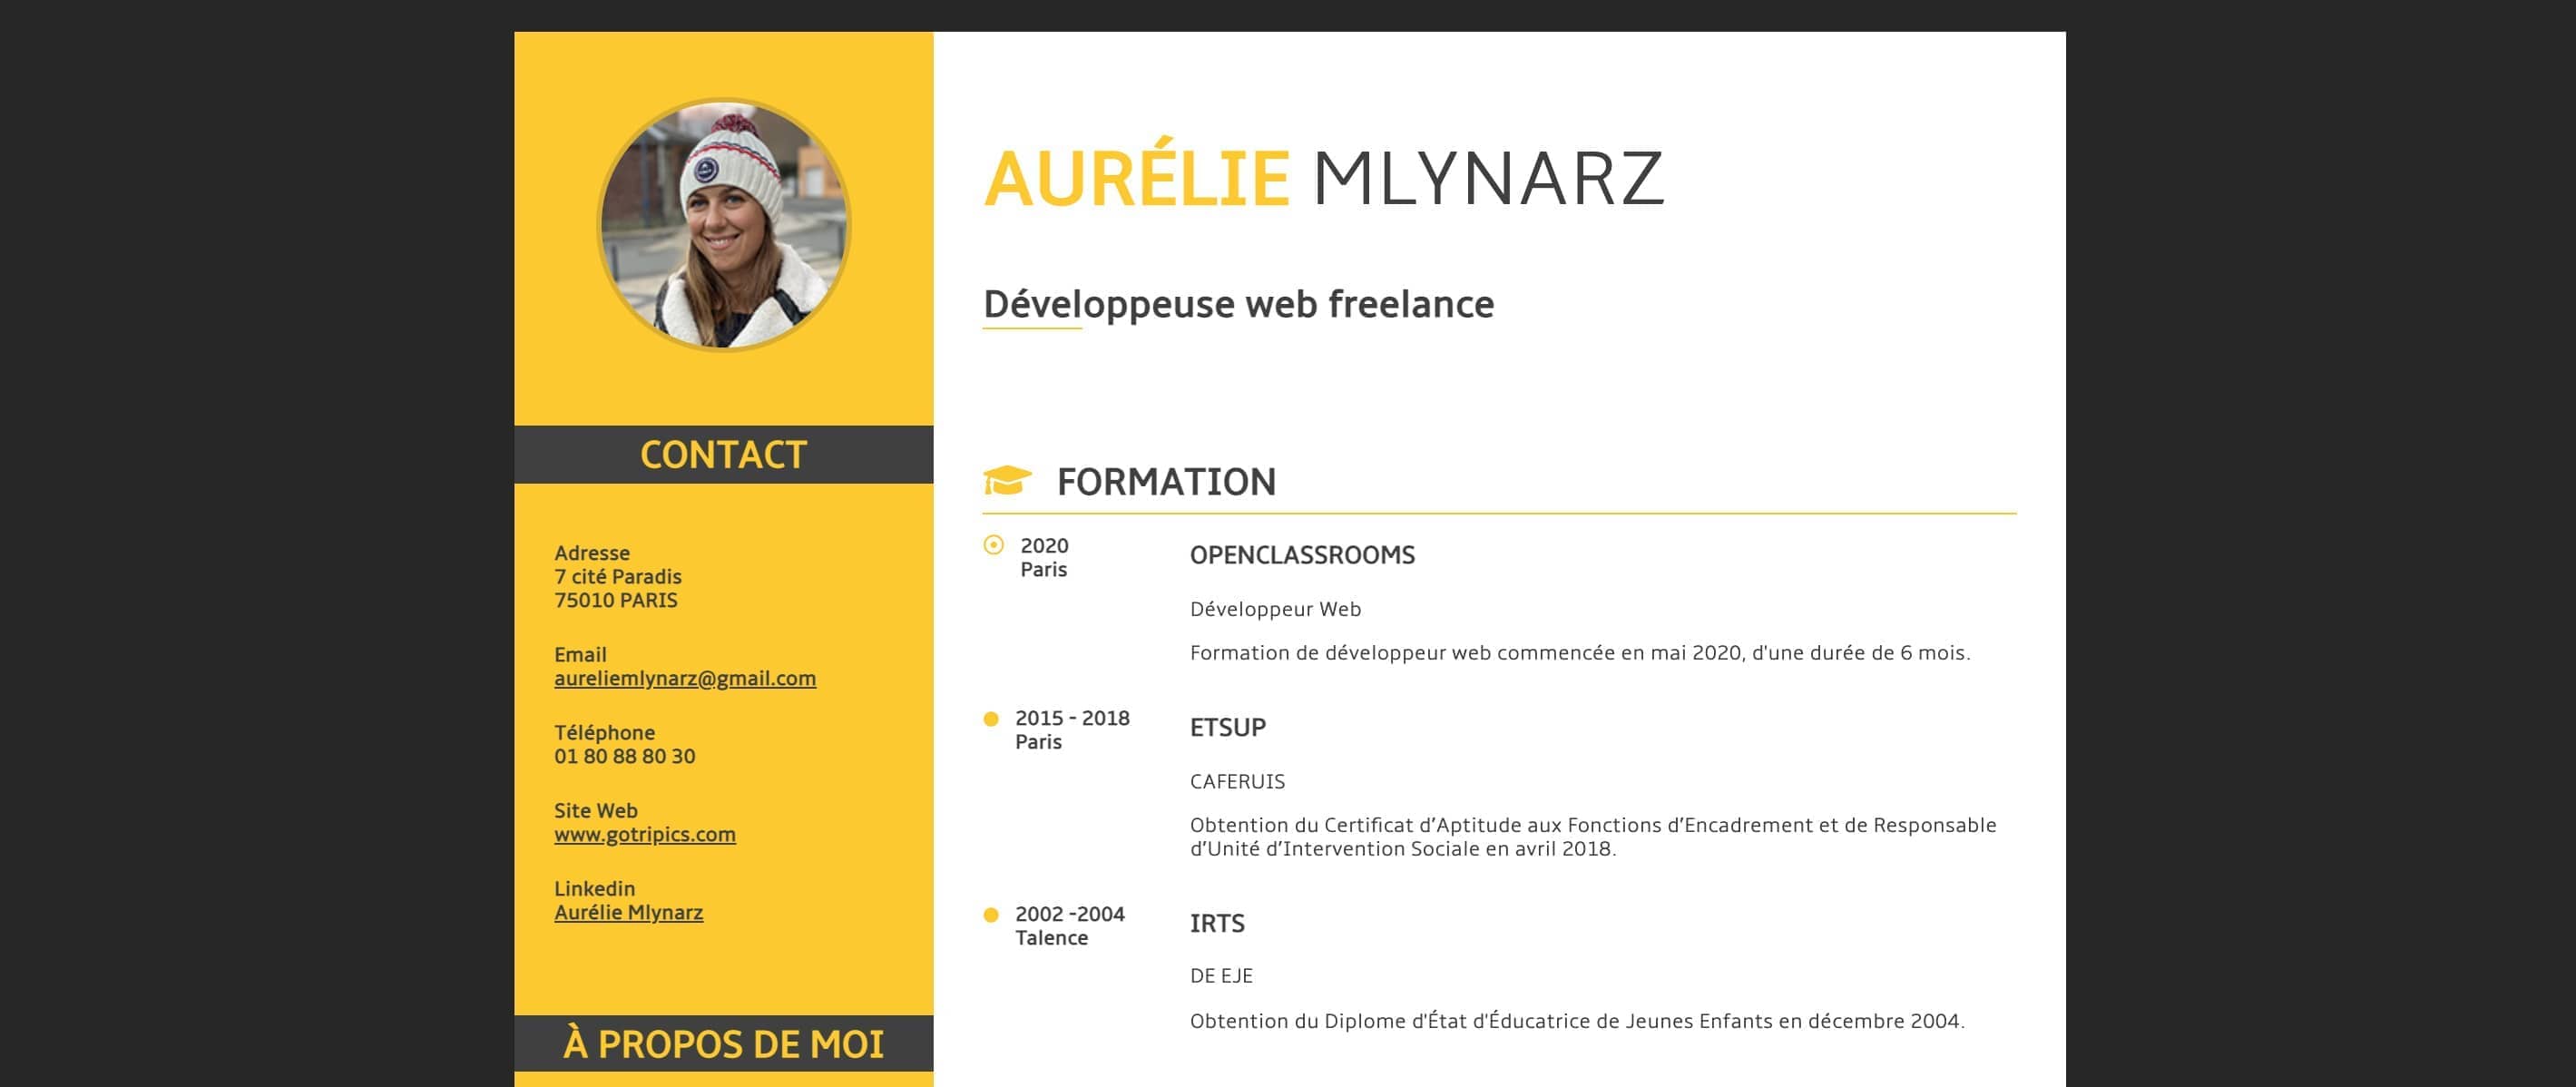 AURÉLIE MLYNARZ
Développeuse web freelance
CONTACT
Adresse
7 cité Paradis
75010 PARIS
Email
aureliemlynarz@gmail.com
Téléphone
01 80 88 80 30
Site Web
www.gotripics.com
Linkedin
Aurélie Mlynarz
À PROPOS DE MOI
FORMATION
2020
Paris
OPENCLASSROOMS
Développeur Web
Formation de développeur web commencée en mai 2020, d'une durée de 6 mois.
2015 - 2018
Paris
ETSUP
CAFERUIS
Obtention du Certificat d’Aptitude aux Fonctions d’Encadrement et de Responsable
d’Unité d’Intervention Sociale en avril 2018.
2002 -2004
Talence
IRTS
DE EJE
Obtention du Diplome d'État d'Éducatrice de Jeunes Enfants en décembre 2004.